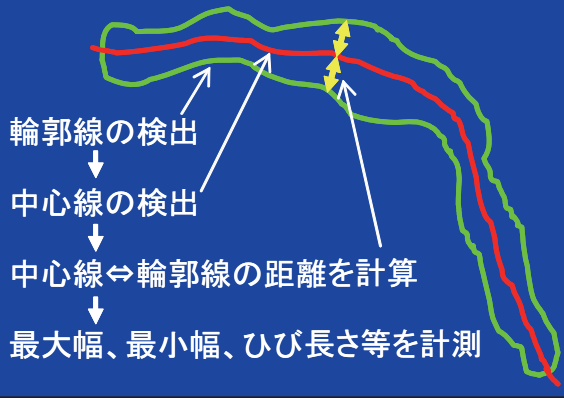 輪郭線の検出
中心線の検出
中心線⇔輪郭線の距離を計算
最大幅、最小幅、ひび長さ等を計測